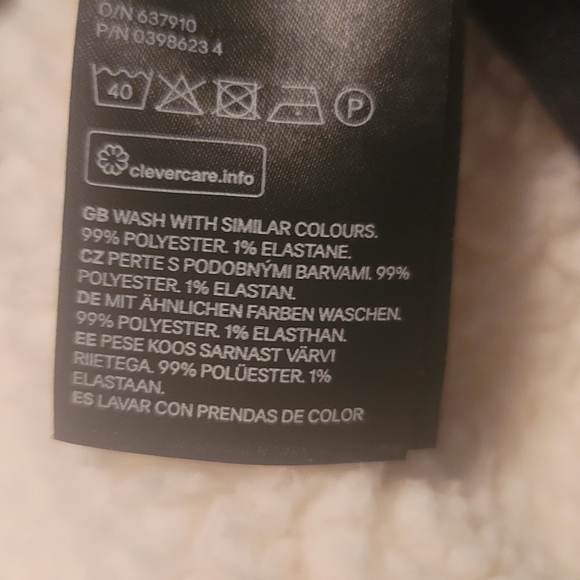 O/N 637910
P/N 0398623 4
40
P
clevercare.info
GB WASH WITH SIMILAR COLOURS.
99% POLYESTER. 1% ELASTANE.
CZ PERTE S PODOBNÝMI BARVAMI. 99%
POLYESTER. 1% ELASTAN.
DE MIT ÄHNLICHEN FARBEN WASCHEN.
99% POLYESTER. 1% ELASTHAN.
EE PESE KOOS SARNAST VÄRVI
RIIETEGA. 99% POLÜESTER. 1%
ELASTAAN.
ES LAVAR CON PRENDAS DE COLOR